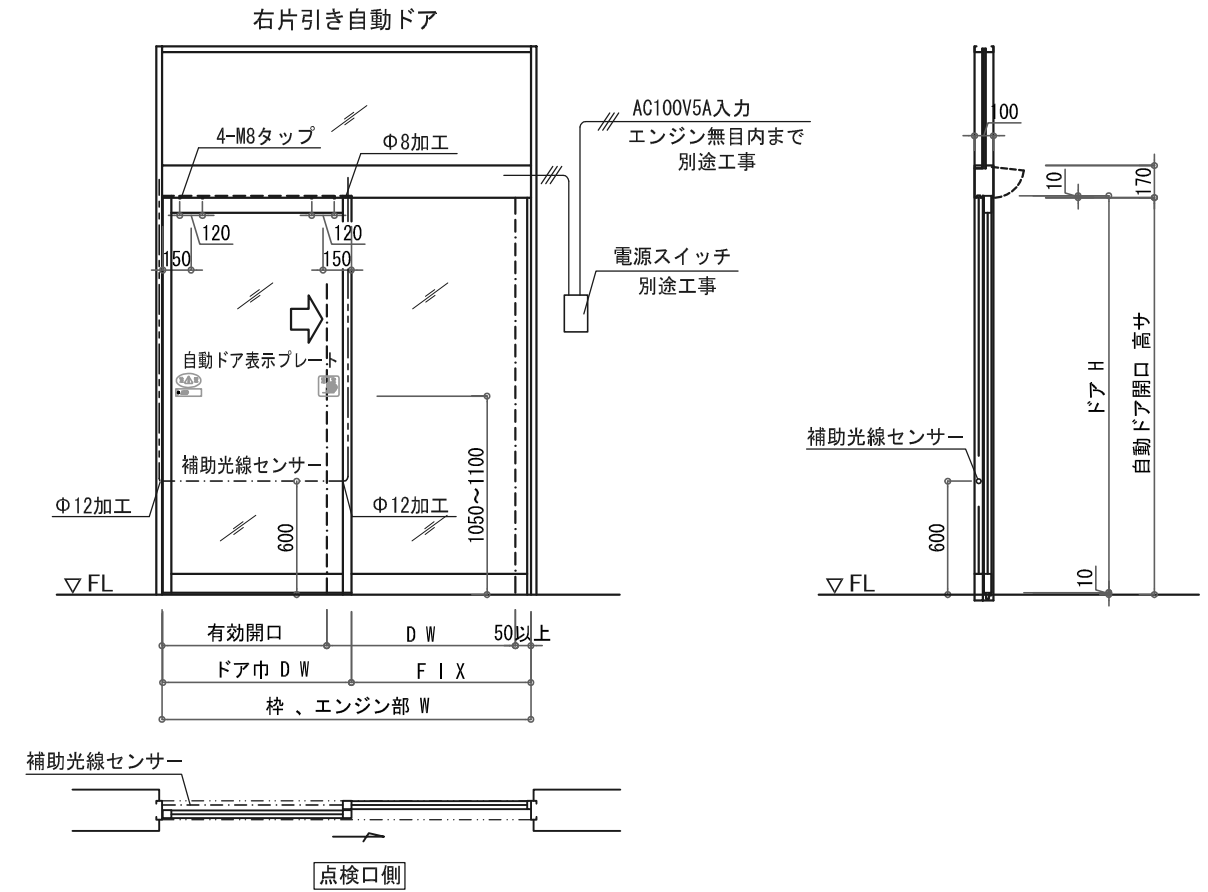 右片引き自動ドア
AC100V5A入力
エンジン無目内まで
別途工事
4-M8タップ
Φ8加工
100
10
170
120
120
150
150
電源スイッチ
別途工事
自動ドア表示プレート
ドア H
自動ドア開口 高サ
補助光線センサー
補助光線センサー
1050～1100
Φ12加工
Φ12加工
600
600
10
▽ FL
▽ FL
有効開口
D W
50以上
ドア巾 D W
F I X
枠 、エンジン部 W
補助光線センサー
点検口側